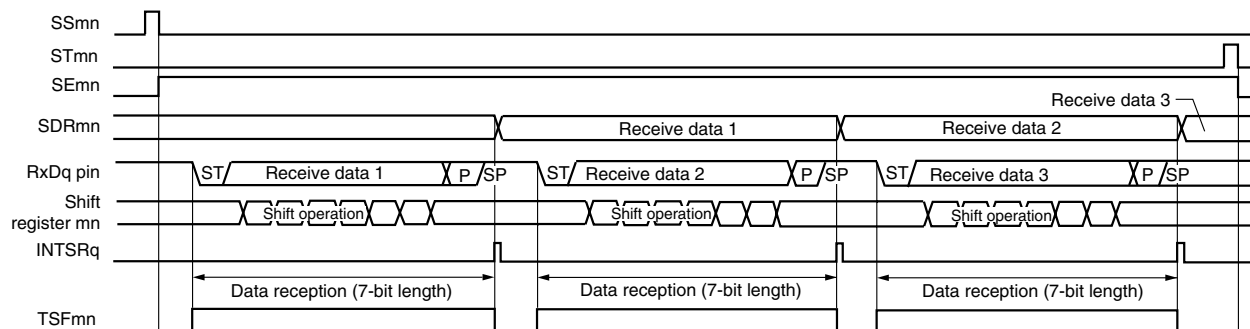 SSmn
STmn
SEmn
Receive data 3
SDRmn
Receive data 1
Receive data 2
RxDq pin
ST
Receive data 1
P
SP
ST
Receive data 2
P
SP
ST
Receive data 3
P
SP
Shift
register mn
Shift operation
Shift operation
Shift operation
INTSRq
Data reception (7-bit length)
Data reception (7-bit length)
Data reception (7-bit length)
TSFmn